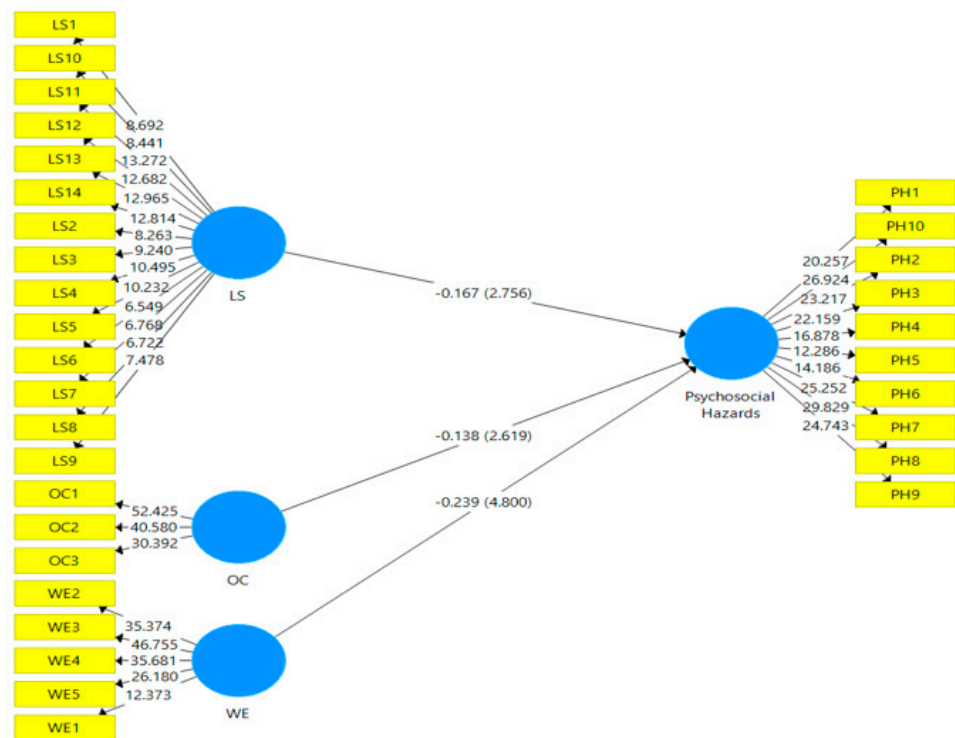 LS1
LS10
LS11
LS12
LS13
LS14
LS2
LS3
LS4
LS5
LS6
LS7
LS8
LS9
8.692
8.441
13.272
12.682
12.965
12.814
8.263
9.240
10.495
10.232
6.549
6.768
6.722
7.478
LS
OC1
OC2
OC3
52.425
40.580
30.392
OC
WE2
WE3
WE4
WE5
WE1
35.374
46.755
35.681
26.180
12.373
WE
-0.167 (2.756)
-0.138 (2.619)
-0.239 (4.800)
Psychosocial
Hazards
20.257
26.924
23.217
22.159
16.878
12.286
14.186
25.252
29.829
24.743
PH1
PH10
PH2
PH3
PH4
PH5
PH6
PH7
PH8
PH9